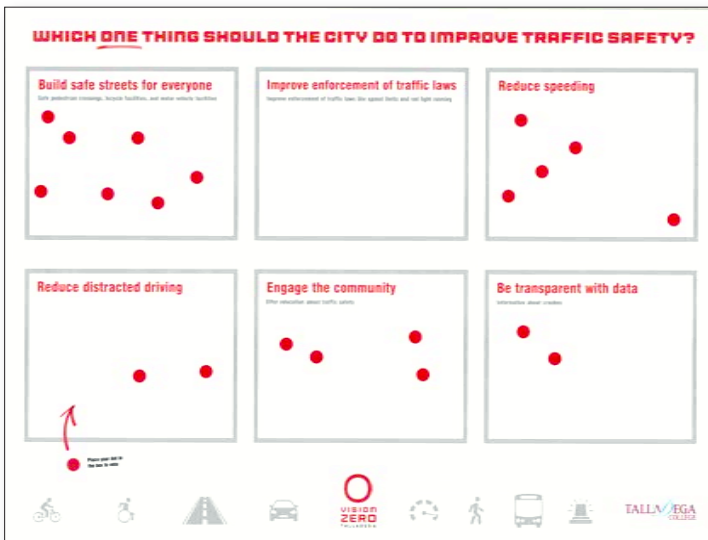 WHICH ONE THING SHOULD THE CITY DO TO IMPROVE TRAFFIC SAFETY?
Build safe streets for everyone
Safe pedestrian crossings, bicycle facilities, and motor vehicle facilities
Improve enforcement of traffic laws
Improve enforcement of traffic laws like speed limits and red light running
Reduce speeding
Reduce distracted driving
Engage the community
Offer education about traffic safety
Be transparent with data
Information about crashes
Place your dot in
the box to vote
VISION
ZERO
TALLADEGA
TALLADEGA
COLLEGE